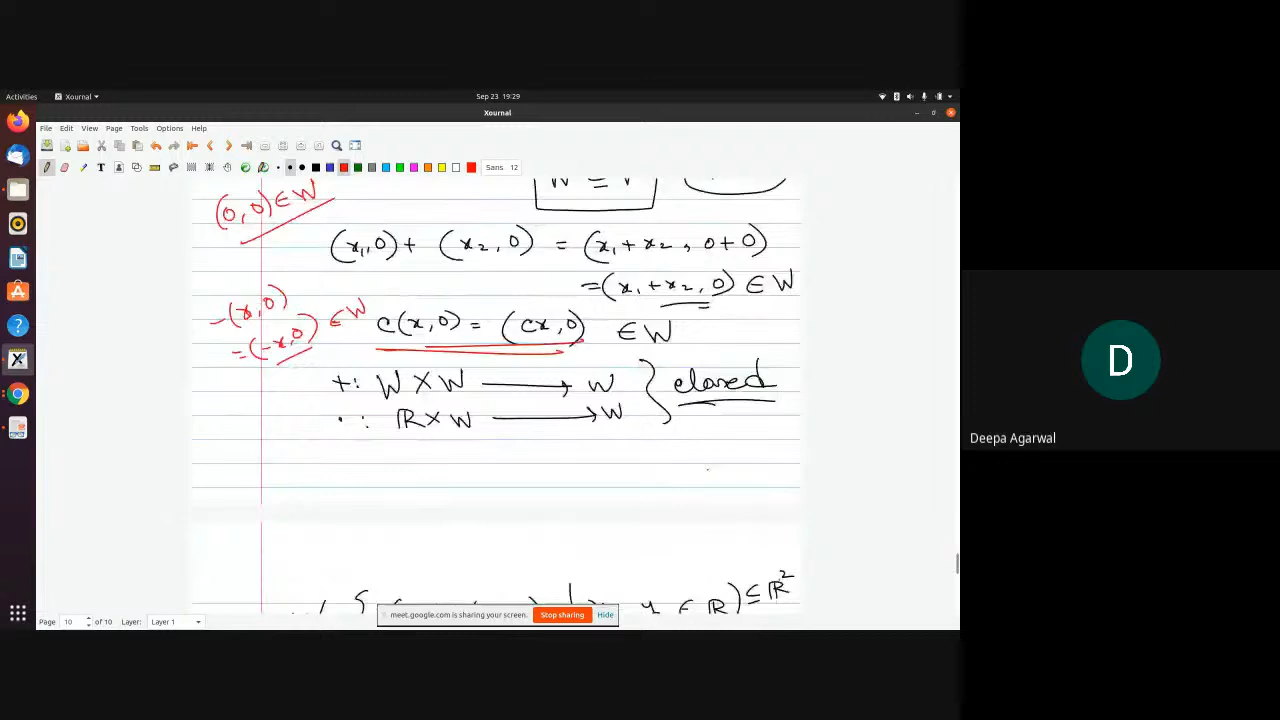 Activities Xournal Sep 23 19:29
Xournal
File Edit View Page Tools Options Help
Sans 12
W ⊆ V
(0,0) ∈ W
(x₁,0) + (x₂,0) = (x₁+x₂, 0+0)
= (x₁+x₂, 0) ∈ W
-(x,0)
= (-x,0) ∈ W
c(x,0) = (cx,0) ∈ W
+: W × W → W } closed
·: ℝ × W → W
∈ ℝ) ⊆ ℝ²
meet.google.com is sharing your screen. Stop sharing Hide
Page 10 of 10 Layer: Layer 1
D
Deepa Agarwal